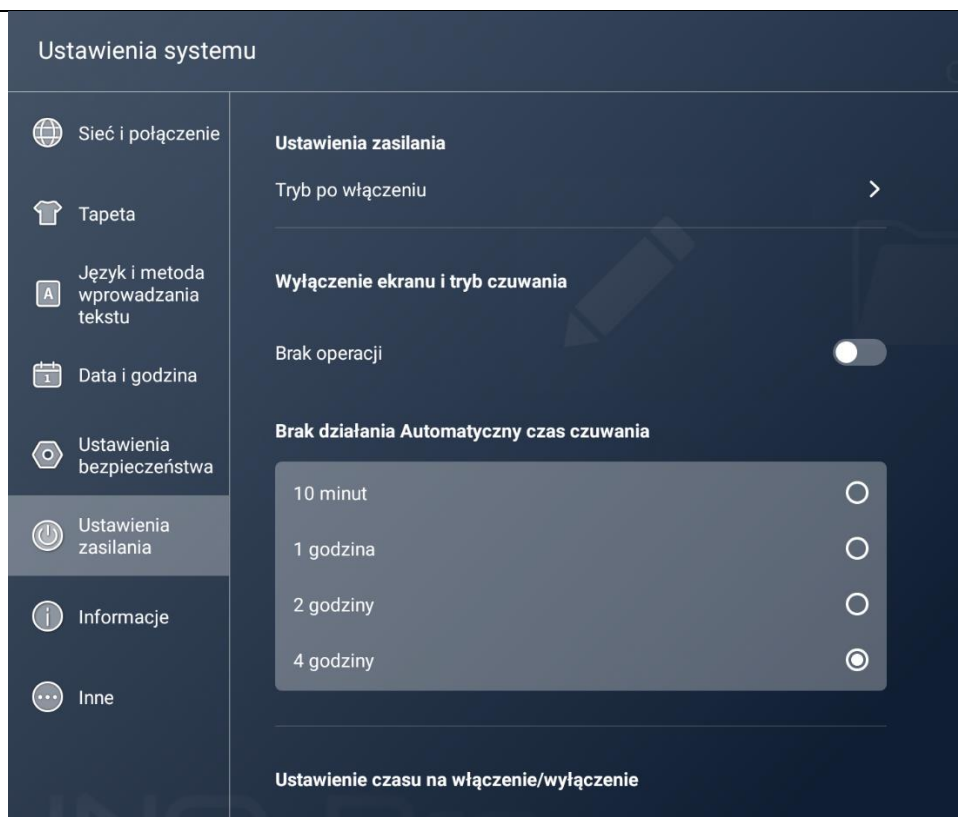 Ustawienia systemu
Sieć i połączenie
Tapeta
Język i metoda
wprowadzania
tekstu
Data i godzina
Ustawienia
bezpieczeństwa
Ustawienia
zasilania
Informacje
Inne
Ustawienia zasilania
Tryb po włączeniu
Wyłączenie ekranu i tryb czuwania
Brak operacji
Brak działania Automatyczny czas czuwania
10 minut
1 godzina
2 godziny
4 godziny
Ustawienie czasu na włączenie/wyłączenie